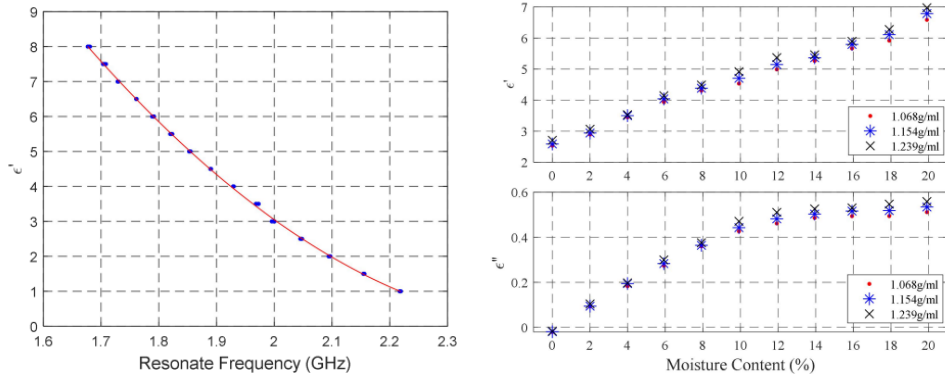 9
8
7
6
5
4
3
2
1
0
ε'
1.6 1.7 1.8 1.9 2 2.1 2.2 2.3
Resonate Frequency (GHz)
7
6
5
4
3
2
ε'
1.068g/ml
1.154g/ml
1.239g/ml
0 2 4 6 8 10 12 14 16 18 20
0.6
0.4
0.2
0
ε"
1.068g/ml
1.154g/ml
1.239g/ml
0 2 4 6 8 10 12 14 16 18 20
Moisture Content (%)